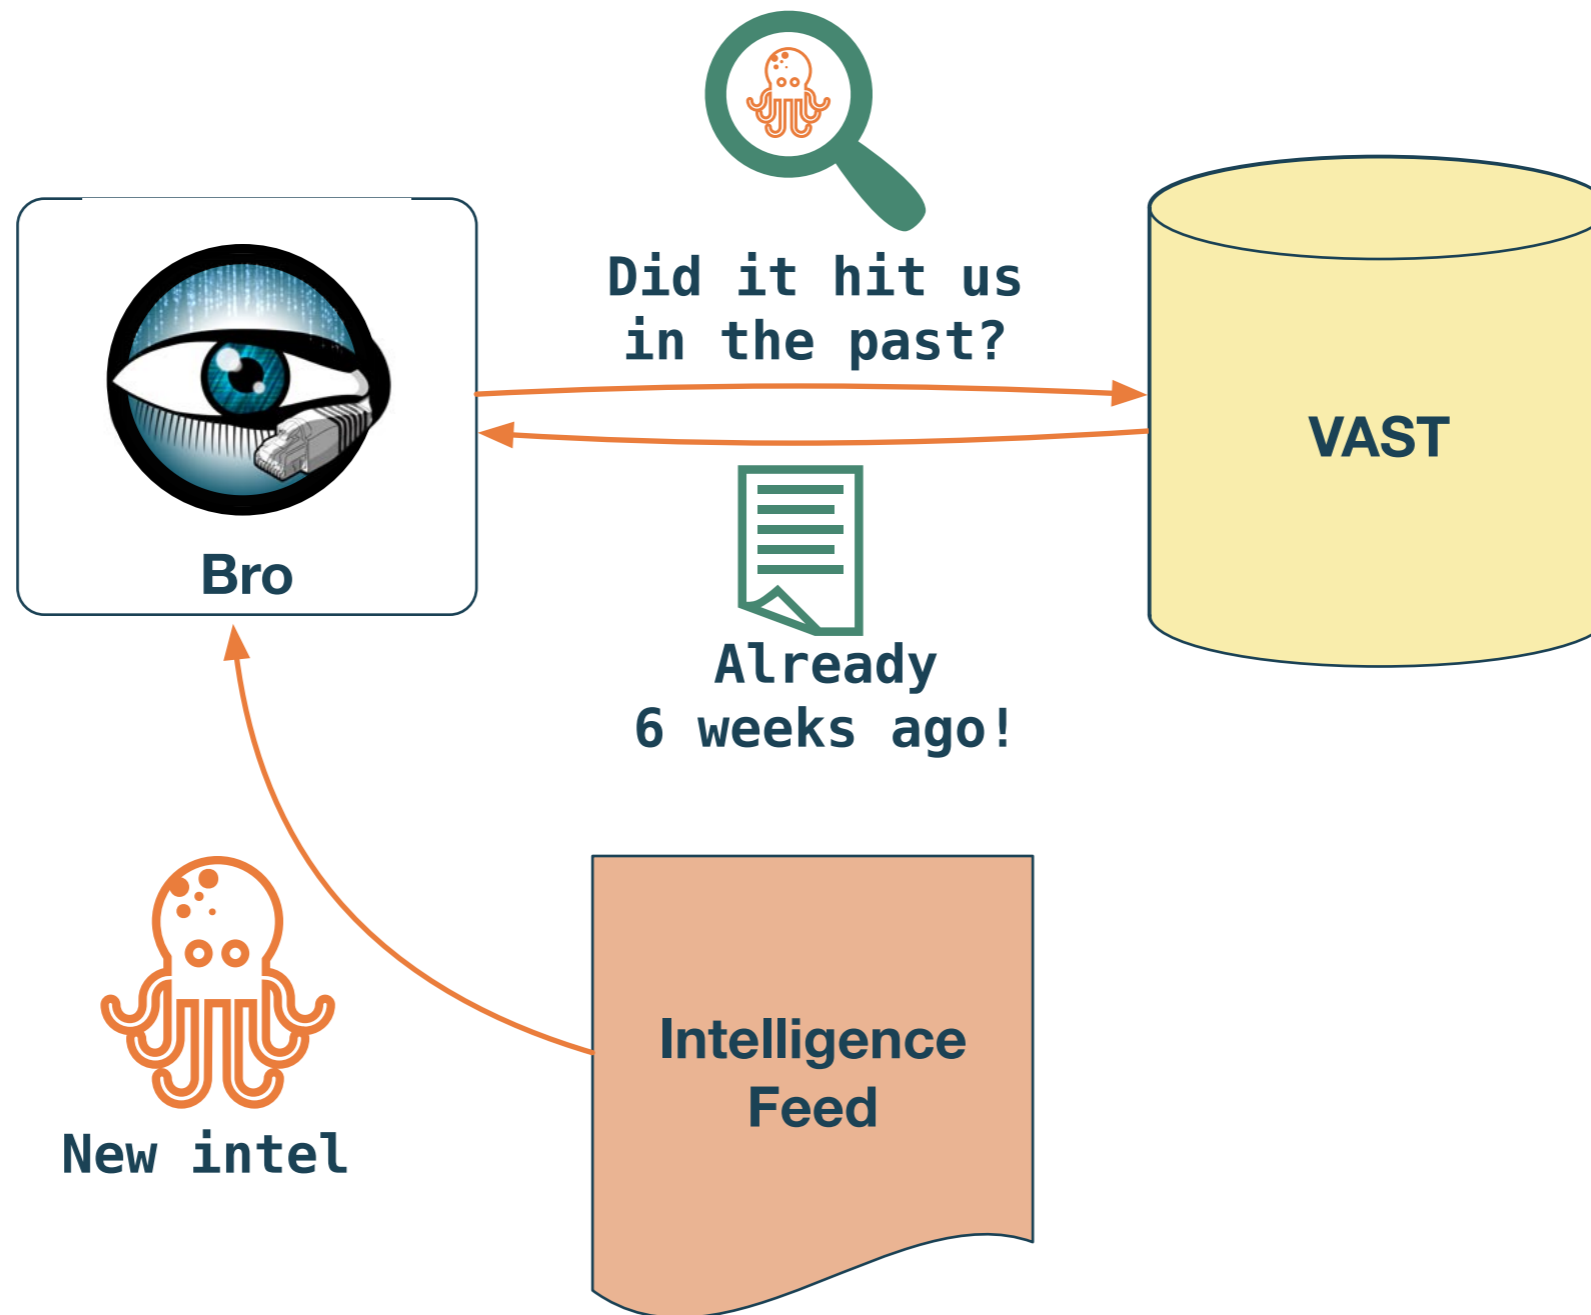 Did it hit us
in the past?
VAST
Bro
Already
6 weeks ago!
New intel
Intelligence
Feed